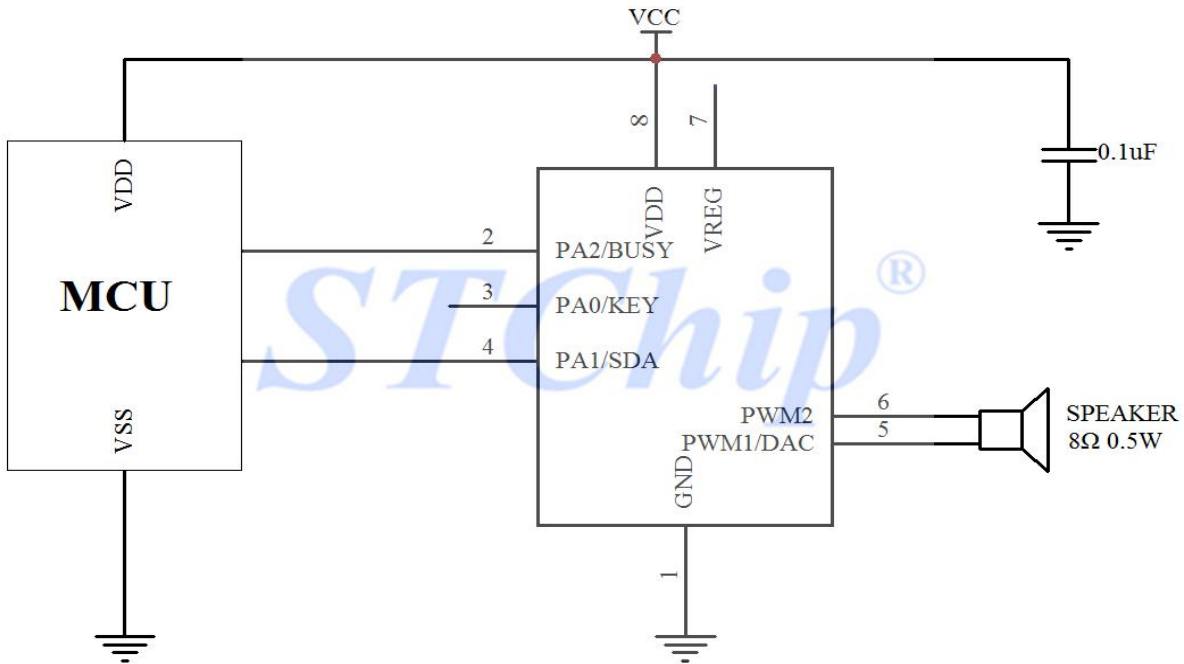 VCC
8
7
0.1uF
VDD
VDD
VREG
2
PA2/BUSY
MCU
STChip®
3
PA0/KEY
4
PA1/SDA
VSS
PWM2
6
SPEAKER
PWM1/DAC
5
8Ω 0.5W
GND
1